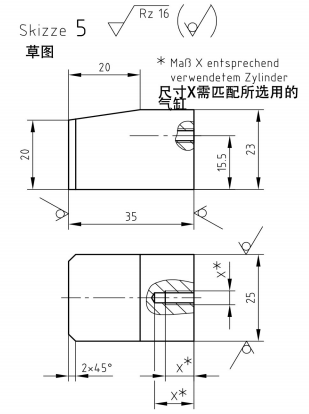 Skizze 5
Rz 16
草图
* Maß X entsprechend
verwendetem Zylinder
尺寸X需匹配所选用的
气缸
20
20
15.5
23
35
X*
25
2×45°
X*
X*